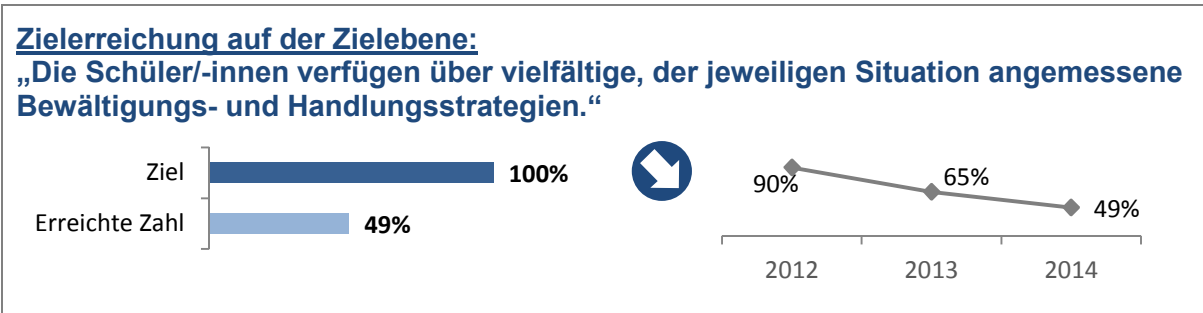 Zielerreichung auf der Zielebene:
„Die Schüler/-innen verfügen über vielfältige, der jeweiligen Situation angemessene
Bewältigungs- und Handlungsstrategien.“
Ziel
100%
Erreichte Zahl
49%
90%
65%
49%
2012
2013
2014